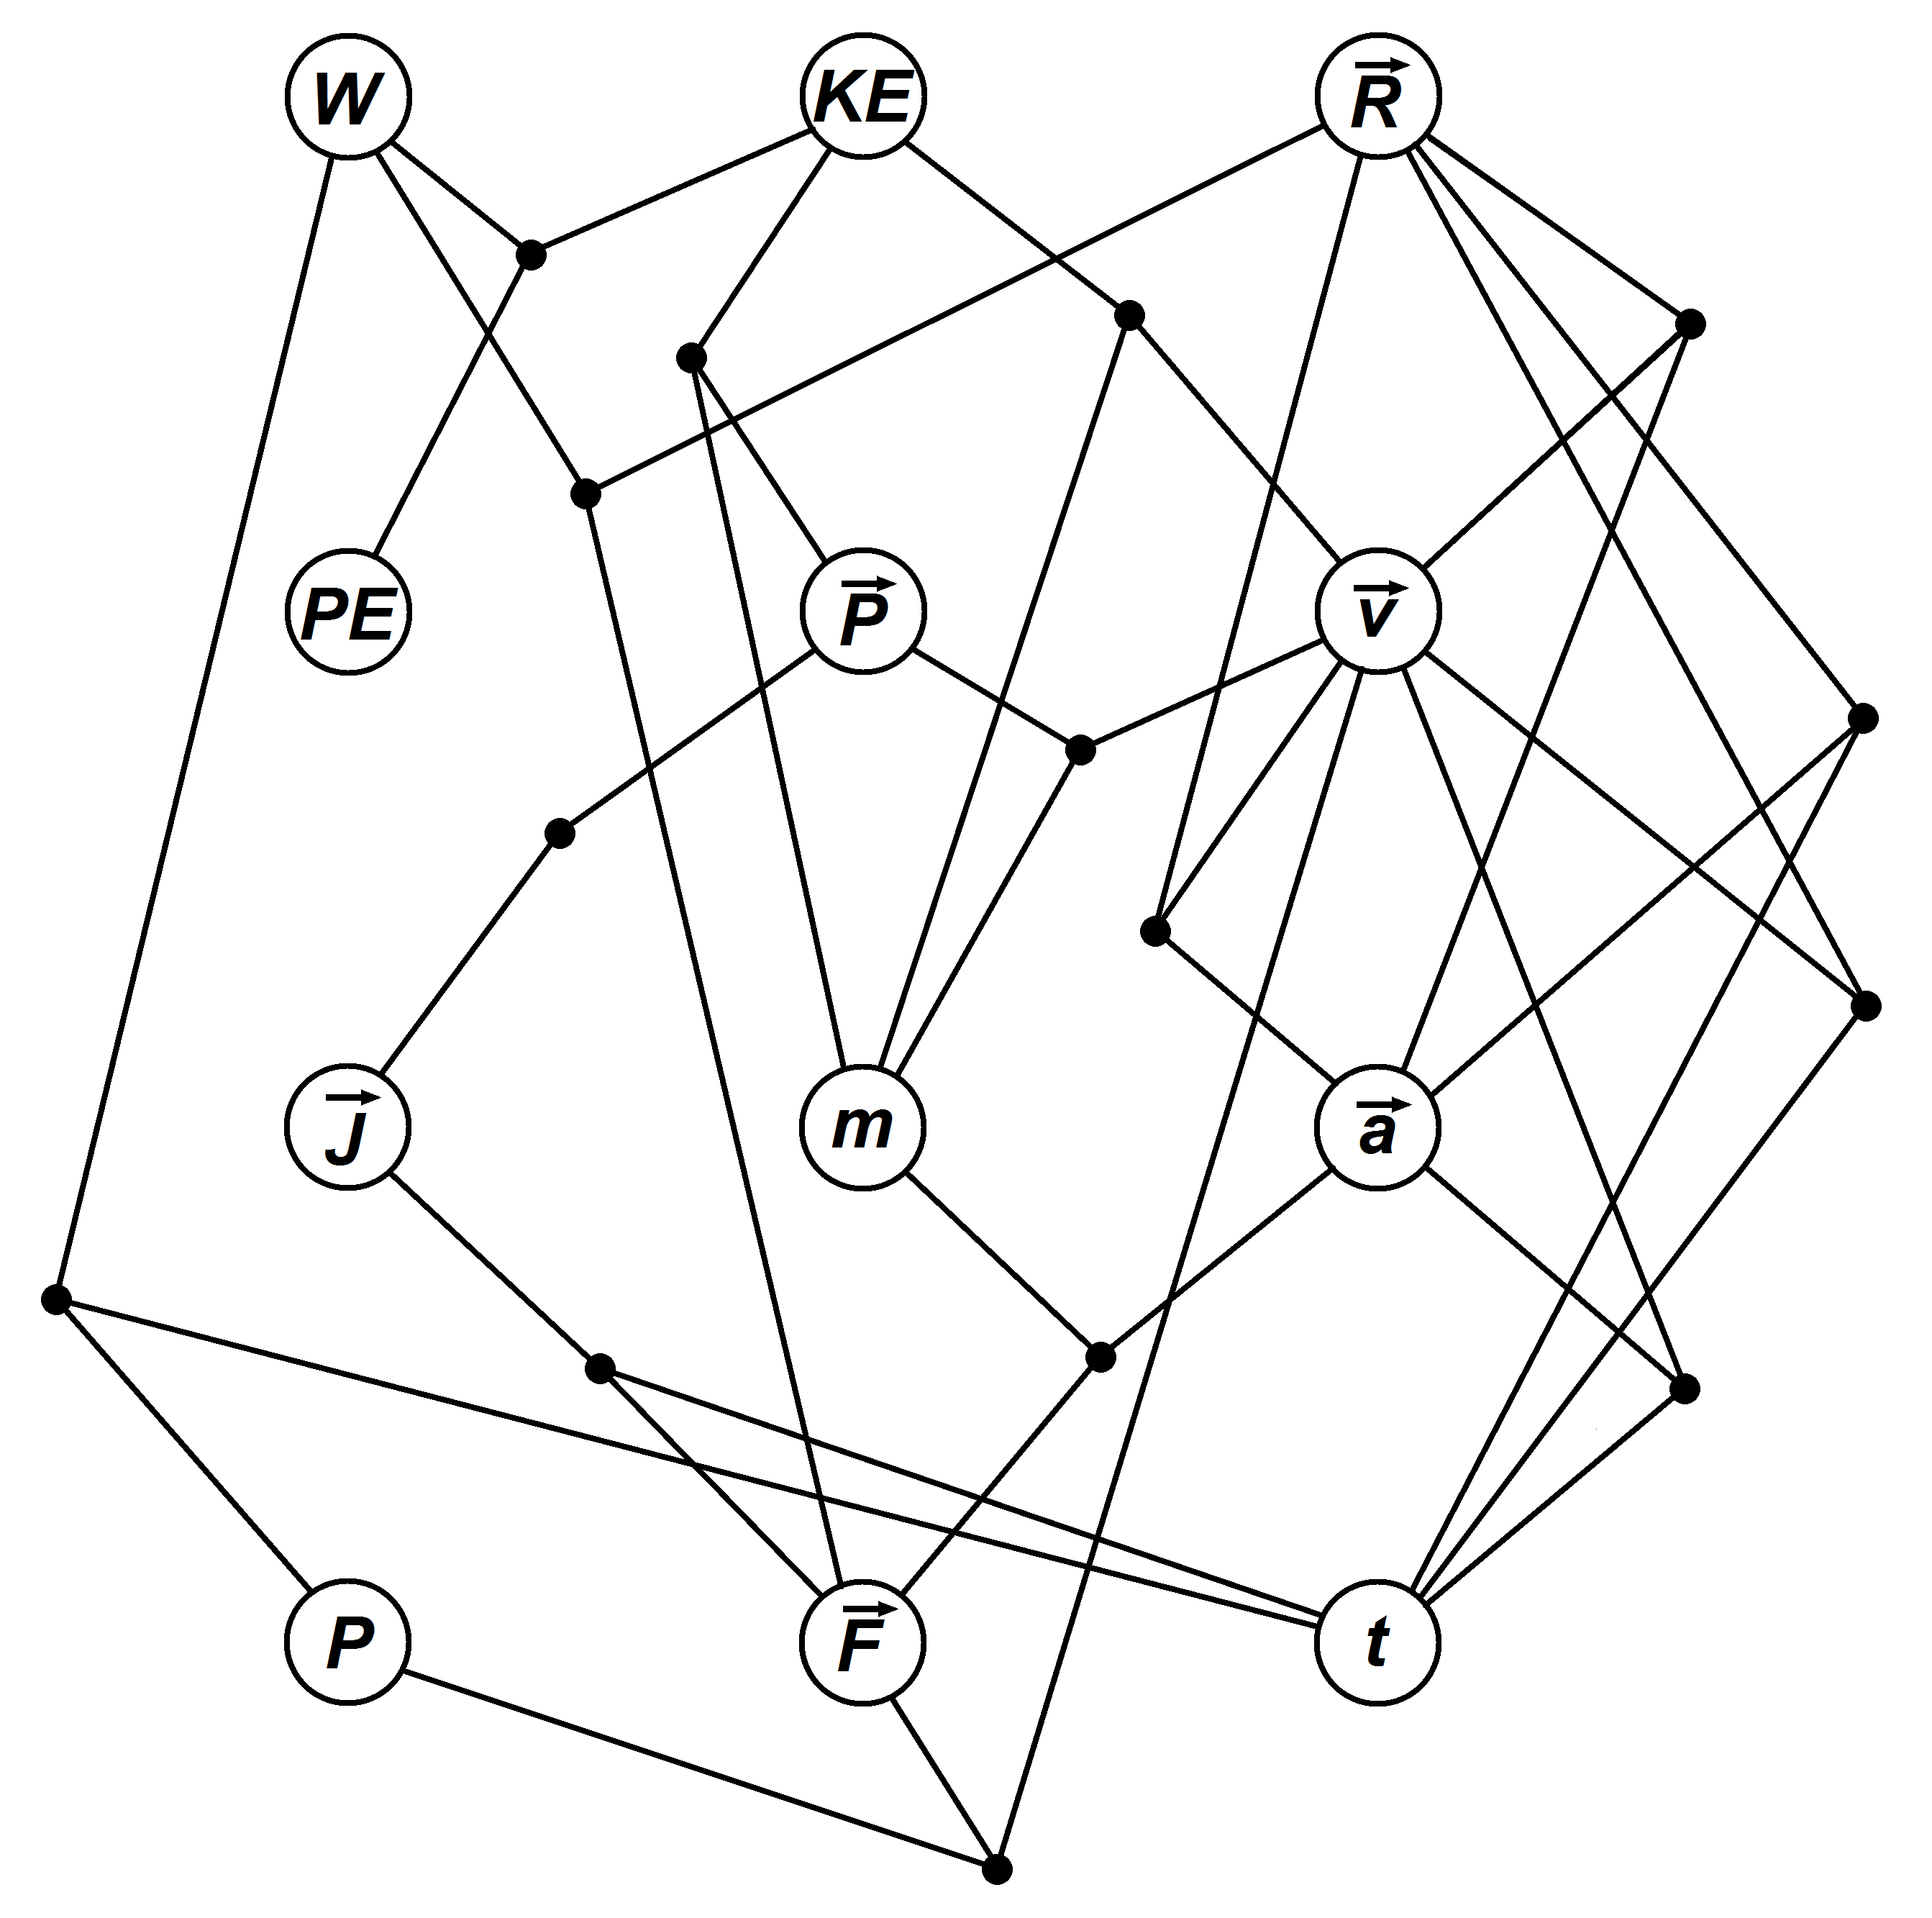 W KE R⃗
PE P⃗ v⃗
J⃗ m a⃗
P F⃗ t